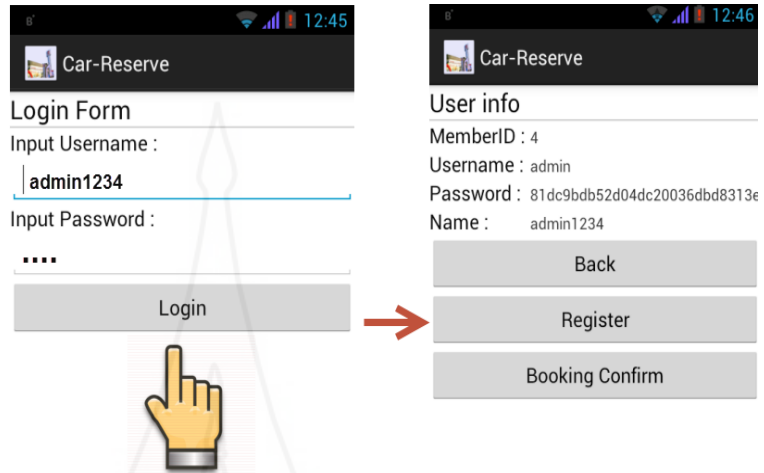 12:45
Car-Reserve
Login Form
Input Username :
admin1234
Input Password :
••••
Login
12:46
Car-Reserve
User info
MemberID : 4
Username : admin
Password : 81dc9bdb52d04dc20036dbd8313e
Name : admin1234
Back
Register
Booking Confirm